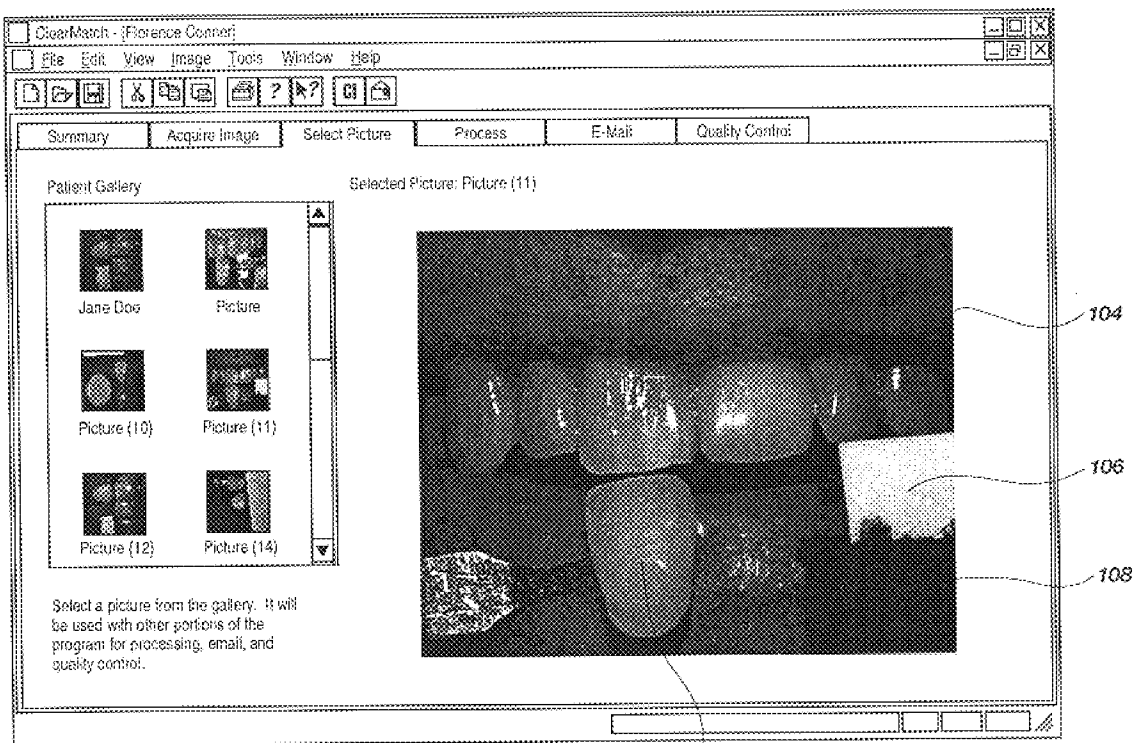 ClearMatch - [Florence Conner]
File Edit View Image Tools Window Help
? ?
Summary Acquire Image Select Picture Process E-Mail Quality Control
Patient Gallery
Selected Picture: Picture (11)
Jane Doe Picture
Picture (10) Picture (11)
Picture (12) Picture (14)
Select a picture from the gallery. It will
be used with other portions of the
program for processing, email, and
quality control.
104
106
108